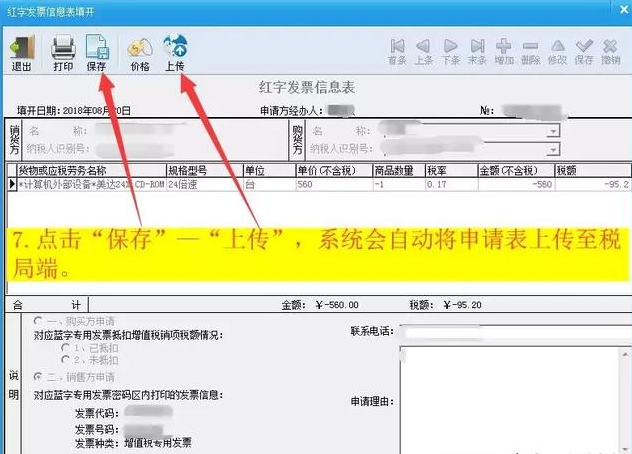 红字发票信息表填开
退出 打印 保存 价格 上传 首条 上条 下条 末条 增加 删除 修改 保存 撤销
红字发票信息表
填开日期:2018年08月20日 申请方经办人: №:
销货方 名 称: 购货方 名 称:
纳税人识别号: 纳税人识别号:
货物或应税劳务名称 规格型号 单位 单价(不含税) 商品数量 税率 金额(不含税) 税额
*计算机外部设备*美达24速CD-ROM 24倍速 台 560 -1 0.17 -560 -95.2
7.点击“保存”—“上传”,系统会自动将申请表上传至税
局端。
合 计 金额: ¥-560.00 税额: ¥-95.20
说明
一、购买方申请
对应蓝字专用发票抵扣增值税销项税额情况: 联系电话:
1、已抵扣
2、未抵扣
二、销售方申请
对应蓝字专用发票密码区内打印的发票信息: 申请理由:
发票代码:
发票号码:
发票种类: 增值税专用发票